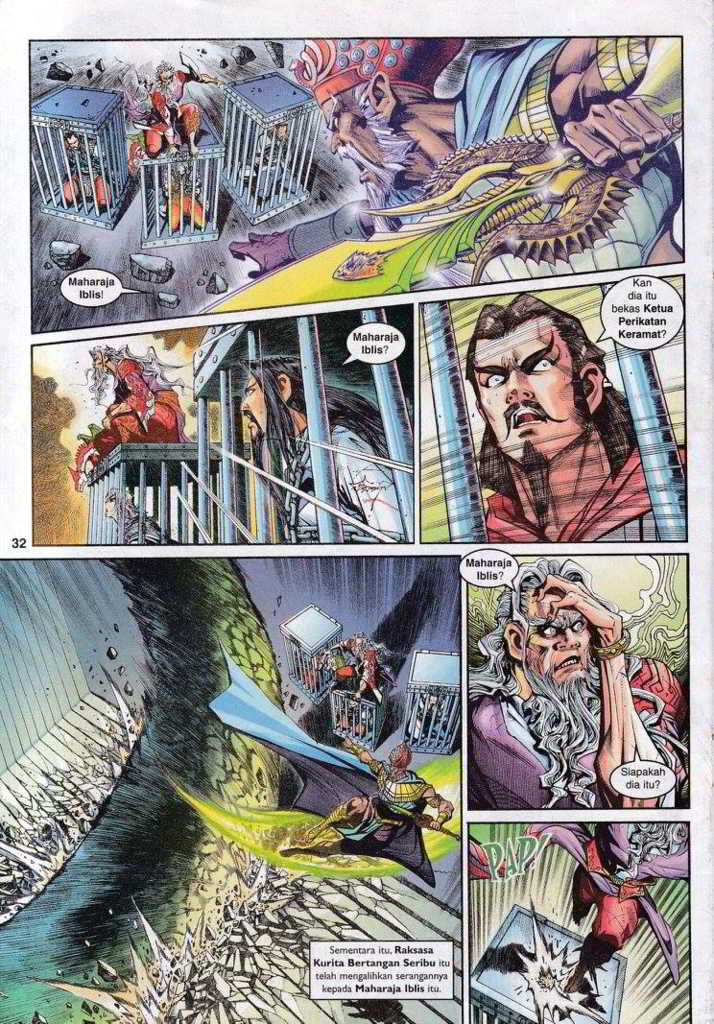 Maharaja
Iblis!
Maharaja
Iblis?
Kan
dia itu
bekas Ketua
Perikatan
Keramat?
32
Maharaja
Iblis?
Siapakah
dia itu?
Sementara itu, Raksasa
Kurita Bertangan Seribu itu
telah mengalihkan serangannya
kepada Maharaja Iblis itu.
PAP!